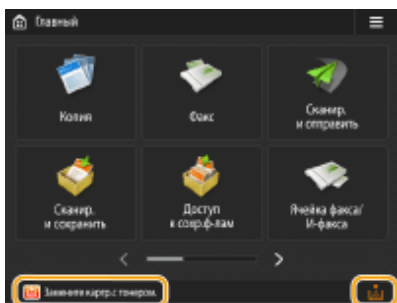 Главный
Копия
Факс
Сканир.
и отправить
Сканир.
и сохранить
Доступ
к сохр.ф-лам
Ячейка факса/
И-факса
Замените картр.с тонером.